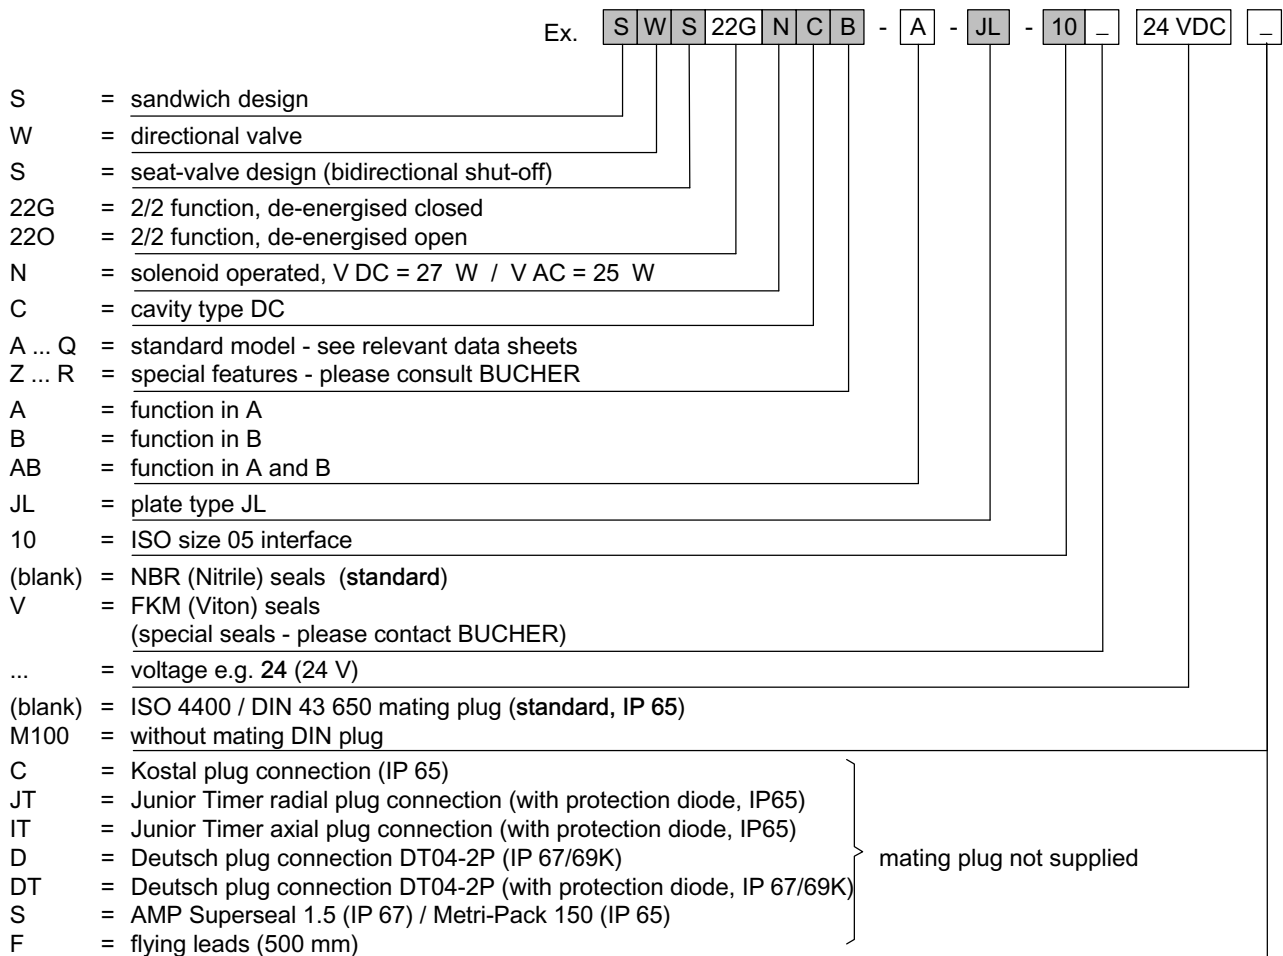 Ex. S W S 22G N C B - A - JL - 10 _ 24 VDC _
S = sandwich design
W = directional valve
S = seat-valve design (bidirectional shut-off)
22G = 2/2 function, de-energised closed
22O = 2/2 function, de-energised open
N = solenoid operated, V DC = 27 W / V AC = 25 W
C = cavity type DC
A ... Q = standard model - see relevant data sheets
Z ... R = special features - please consult BUCHER
A = function in A
B = function in B
AB = function in A and B
JL = plate type JL
10 = ISO size 05 interface
(blank) = NBR (Nitrile) seals (standard)
V = FKM (Viton) seals
(special seals - please contact BUCHER)
... = voltage e.g. 24 (24 V)
(blank) = ISO 4400 / DIN 43 650 mating plug (standard, IP 65)
M100 = without mating DIN plug
C = Kostal plug connection (IP 65)
JT = Junior Timer radial plug connection (with protection diode, IP65)
IT = Junior Timer axial plug connection (with protection diode, IP65)
D = Deutsch plug connection DT04-2P (IP 67/69K) mating plug not supplied
DT = Deutsch plug connection DT04-2P (with protection diode, IP 67/69K)
S = AMP Superseal 1.5 (IP 67) / Metri-Pack 150 (IP 65)
F = flying leads (500 mm)